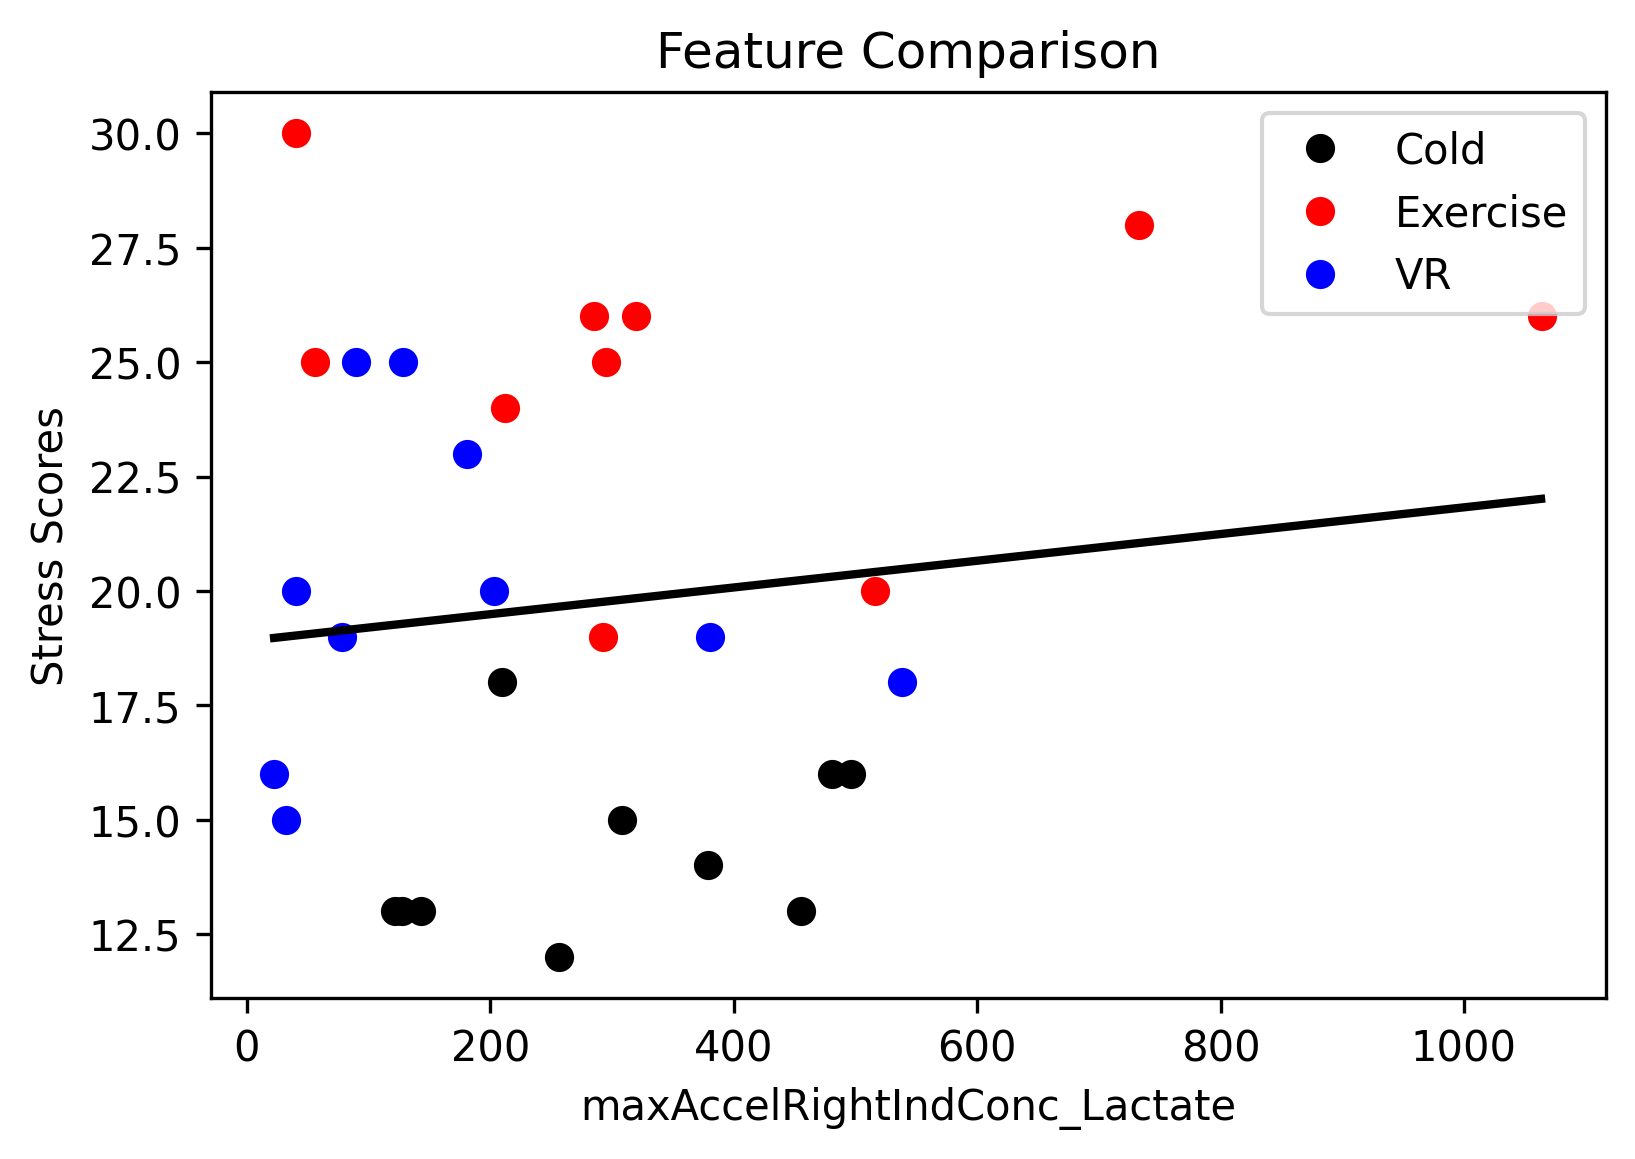 Feature Comparison
30.0
27.5
25.0
22.5
20.0
17.5
15.0
12.5
Stress Scores
Cold
Exercise
VR
0 200 400 600 800 1000
maxAccelRightIndConc_Lactate